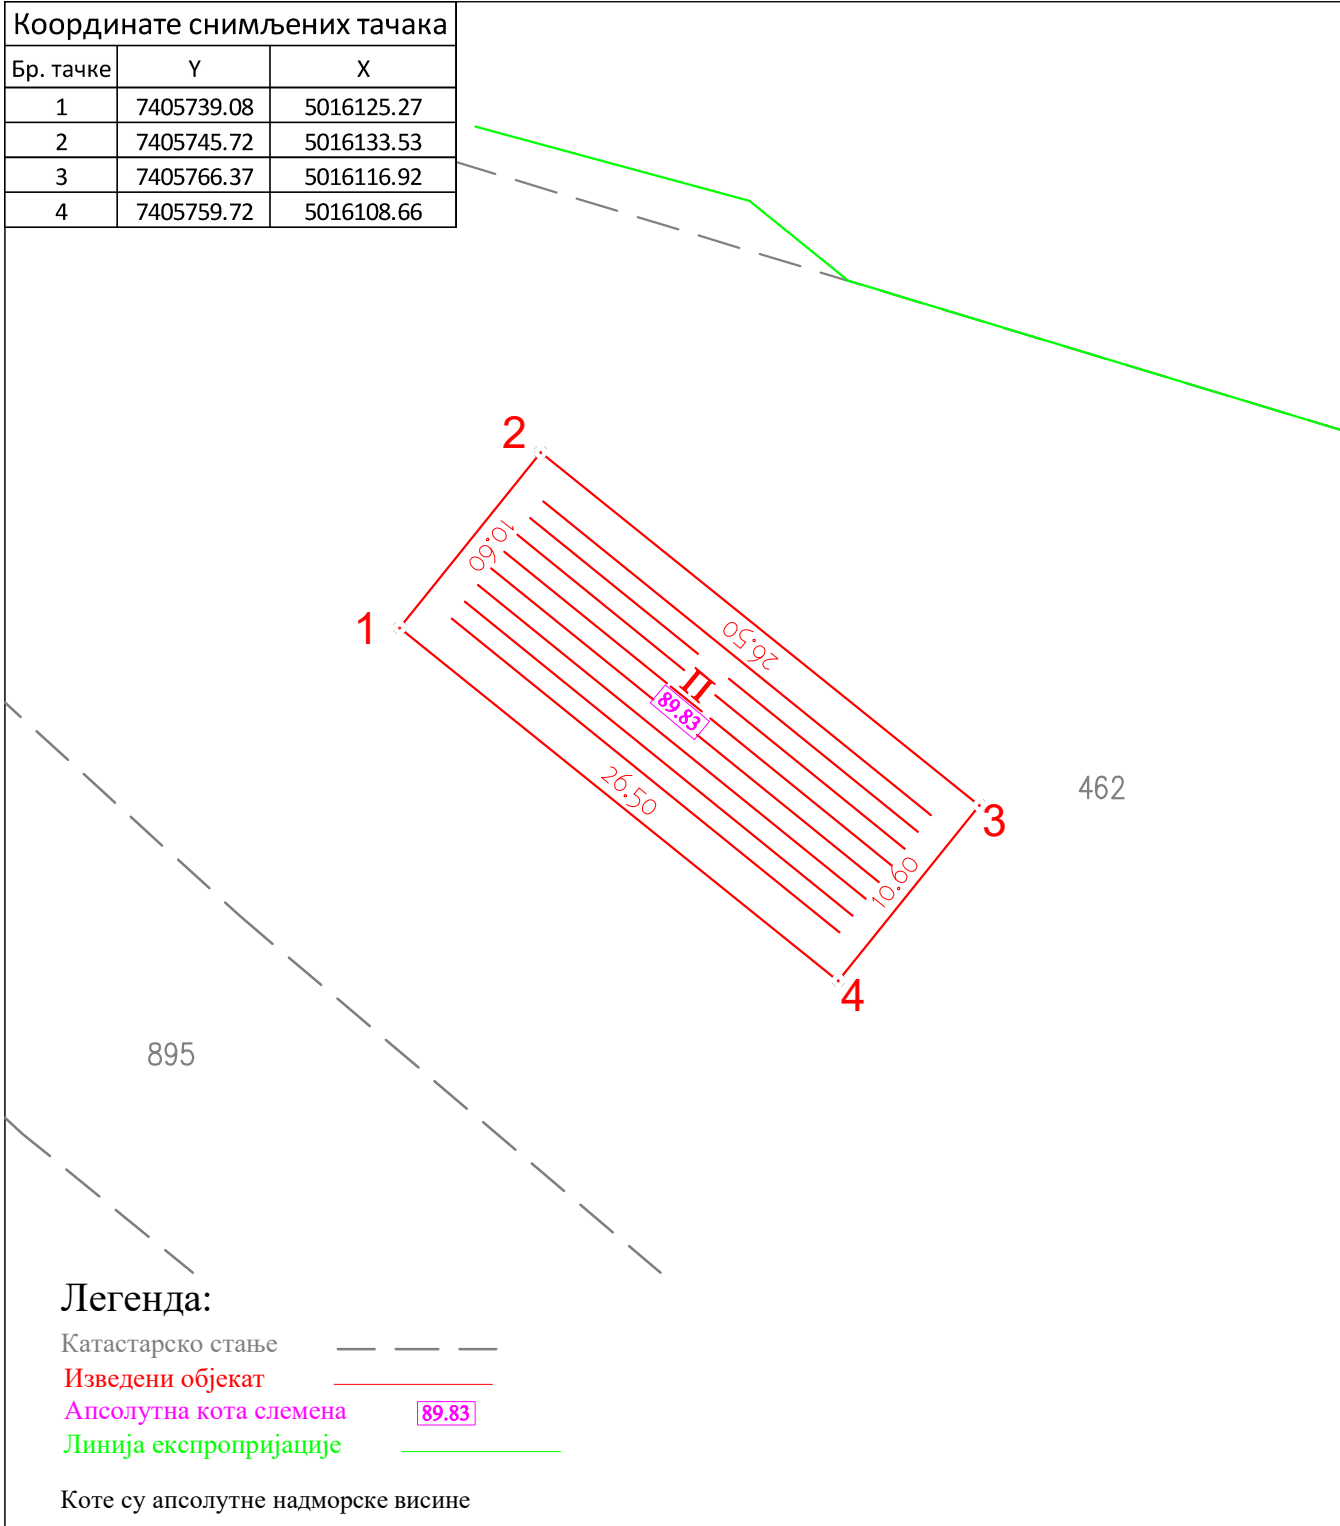 Координате снимљених тачака
Бр. тачке Y X
1 7405739.08 5016125.27
2 7405745.72 5016133.53
3 7405766.37 5016116.92
4 7405759.72 5016108.66
2
10.60
1
26.50
П
89.83
26.50
462
3
10.60
4
895
Легенда:
Катастарско стање
Изведени објекат
Апсолутна кота слемена 89.83
Линија експропријације
Коте су апсолутне надморске висине